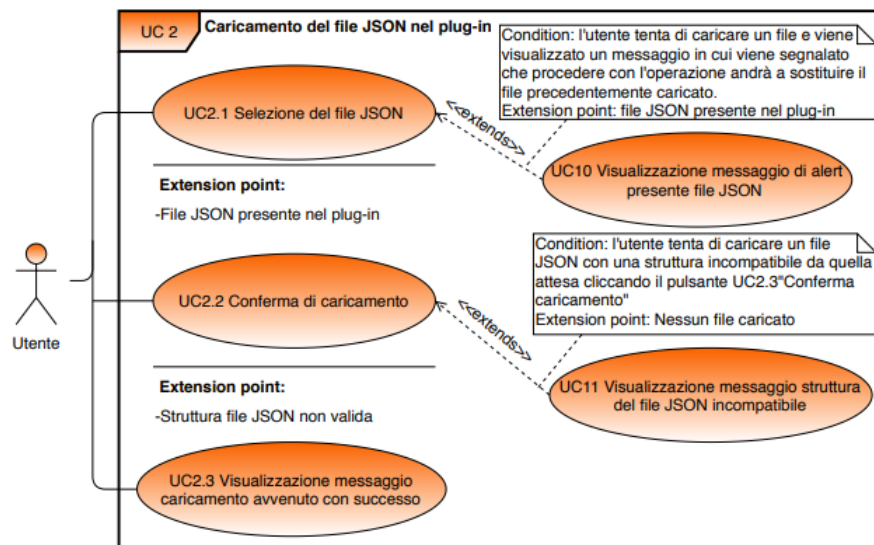 UC 2
Caricamento del file JSON nel plug-in
Condition: l'utente tenta di caricare un file e viene
visualizzato un messaggio in cui viene segnalato
che procedere con l'operazione andrà a sostituire il
file precedentemente caricato.
Extension point: file JSON presente nel plug-in
UC2.1 Selezione del file JSON
<<extends>>
UC10 Visualizzazione messaggio di alert
presente file JSON
Extension point:
-File JSON presente nel plug-in
Condition: l'utente tenta di caricare un file
JSON con una struttura incompatibile da quella
attesa cliccando il pulsante UC2.3"Conferma
caricamento"
Extension point: Nessun file caricato
Utente
UC2.2 Conferma di caricamento
<<extends>>
UC11 Visualizzazione messaggio struttura
del file JSON incompatibile
Extension point:
-Struttura file JSON non valida
UC2.3 Visualizzazione messaggio
caricamento avvenuto con successo